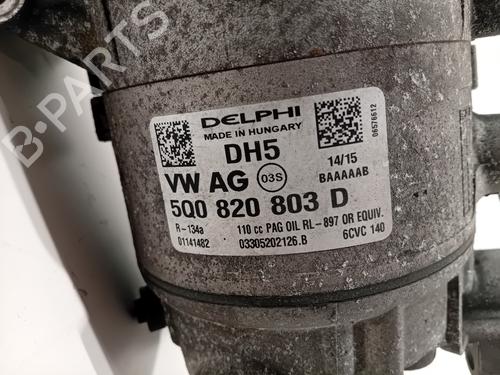 DELPHI
MADE IN HUNGARY
DH5
14/15
BAAAAAB
VW AG 03S
5Q0 820 803 D
R-134a 110 cc PAG OIL RL-897 OR EQUIV.
01141482 03305202126.B 6CVC 140
06576612
B-PARTS